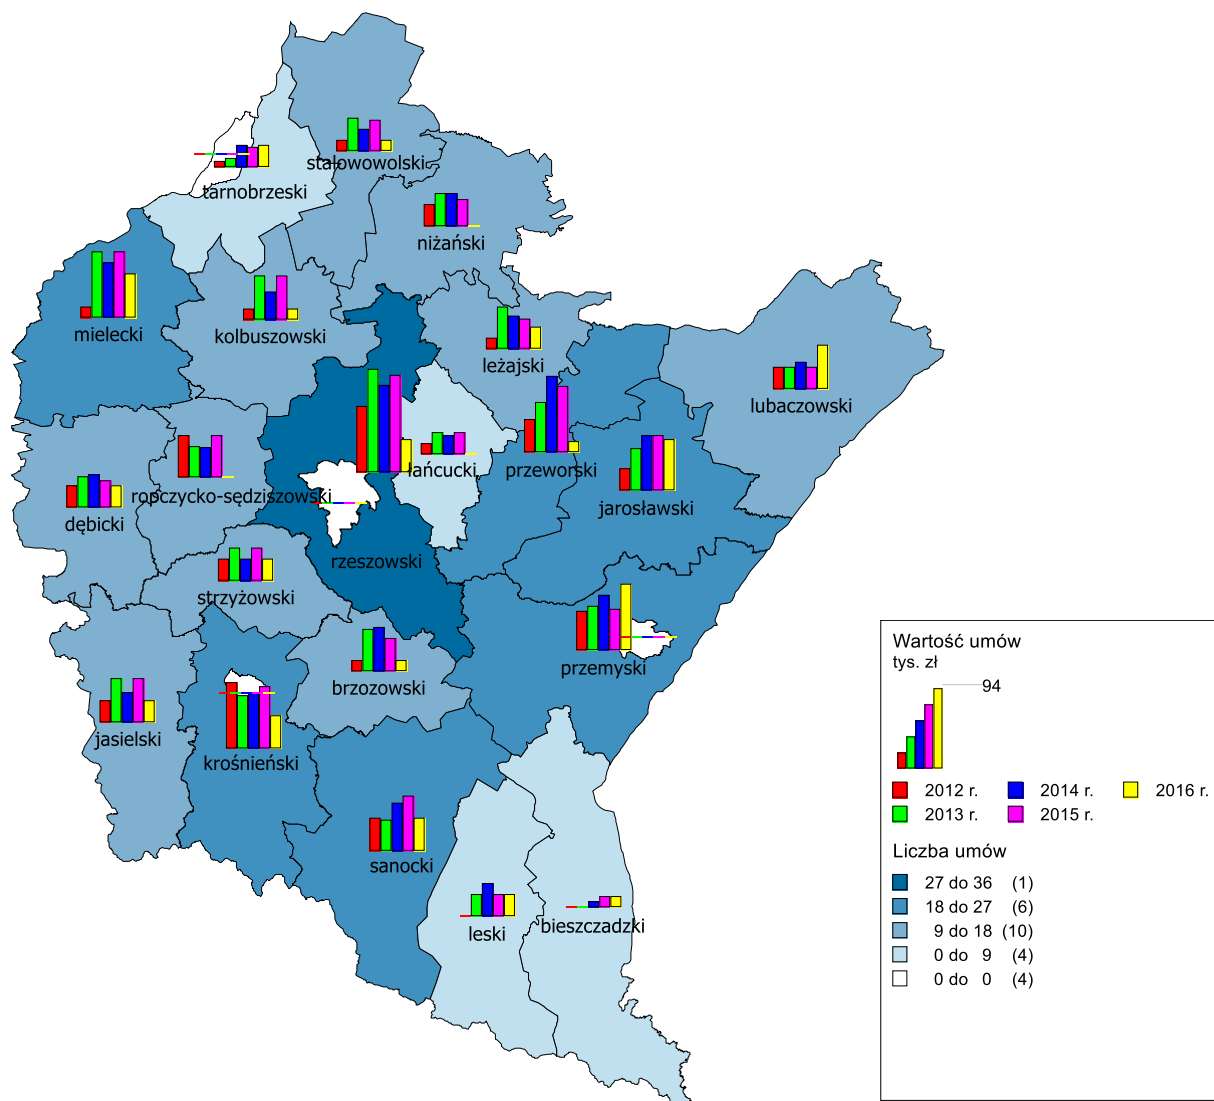 stalowowolski
tarnobrzeski
niżański
mielecki
kolbuszowski
leżajski
lubaczowski
łańcucki
przeworski
ropczycko-sędziszowski
jarosławski
dębicki
rzeszowski
strzyżowski
przemyski
brzozowski
jasielski
krośnieński
sanocki
leski
bieszczadzki
Wartość umów
tys. zł
94
2012 r. 2014 r. 2016 r.
2013 r. 2015 r.
Liczba umów
27 do 36 (1)
18 do 27 (6)
9 do 18 (10)
0 do 9 (4)
0 do 0 (4)